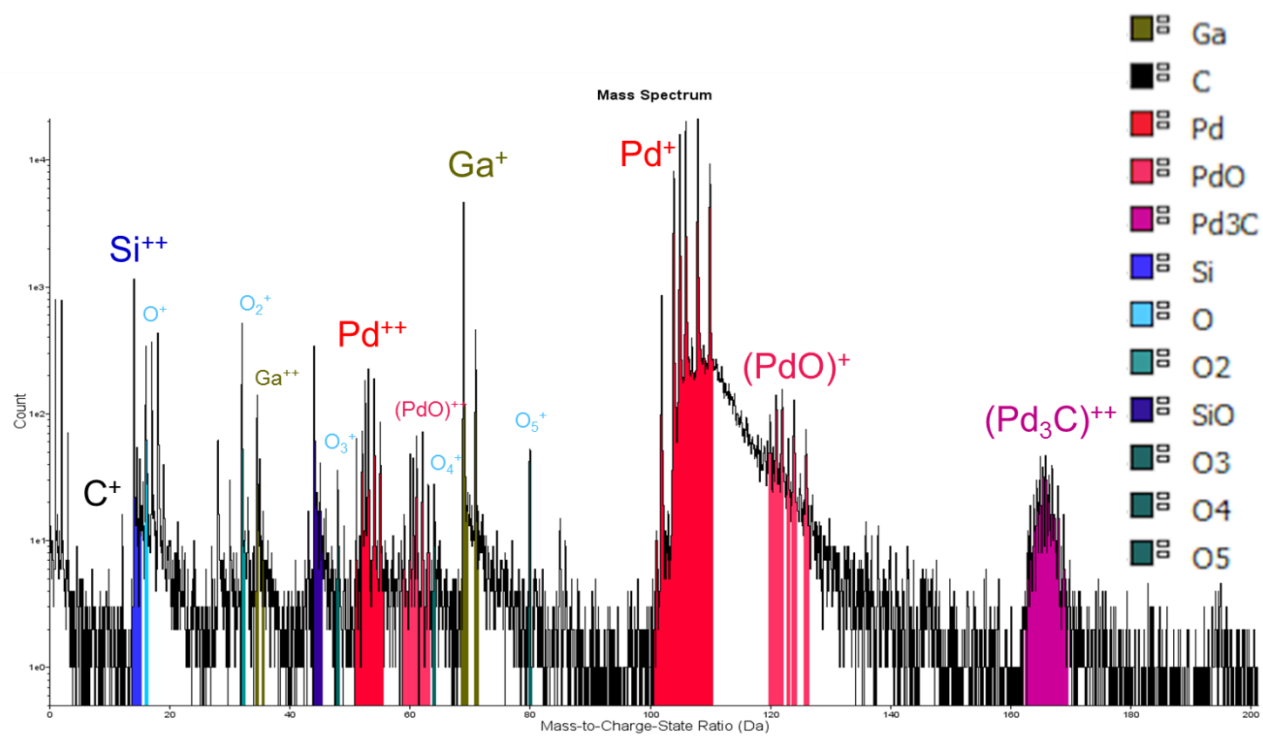 Mass Spectrum
Ga
C
Pd
PdO
Pd3C
Si
O
O2
SiO
O3
O4
O5
Si⁺⁺
O⁺
C⁺
O₂⁺
Ga⁺⁺
O₃⁺
Pd⁺⁺
(PdO)⁺⁺
O₄⁺
Ga⁺
O₅⁺
Pd⁺
(PdO)⁺
(Pd₃C)⁺⁺
Count
1e4
1e3
1e2
1e1
1e0
0 20 40 60 80 100 120 140 160 180 200
Mass-to-Charge-State Ratio (Da)